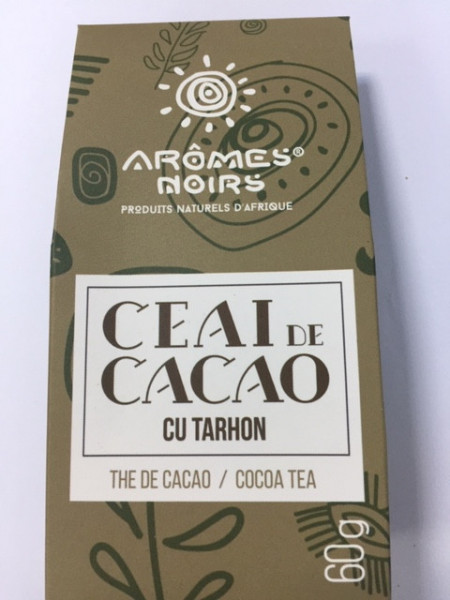 ARÔMES®
NOIRS
PRODUITS NATURELS D'AFRIQUE
CEAI DE
CACAO
CU TARHON
THE DE CACAO / COCOA TEA
60g